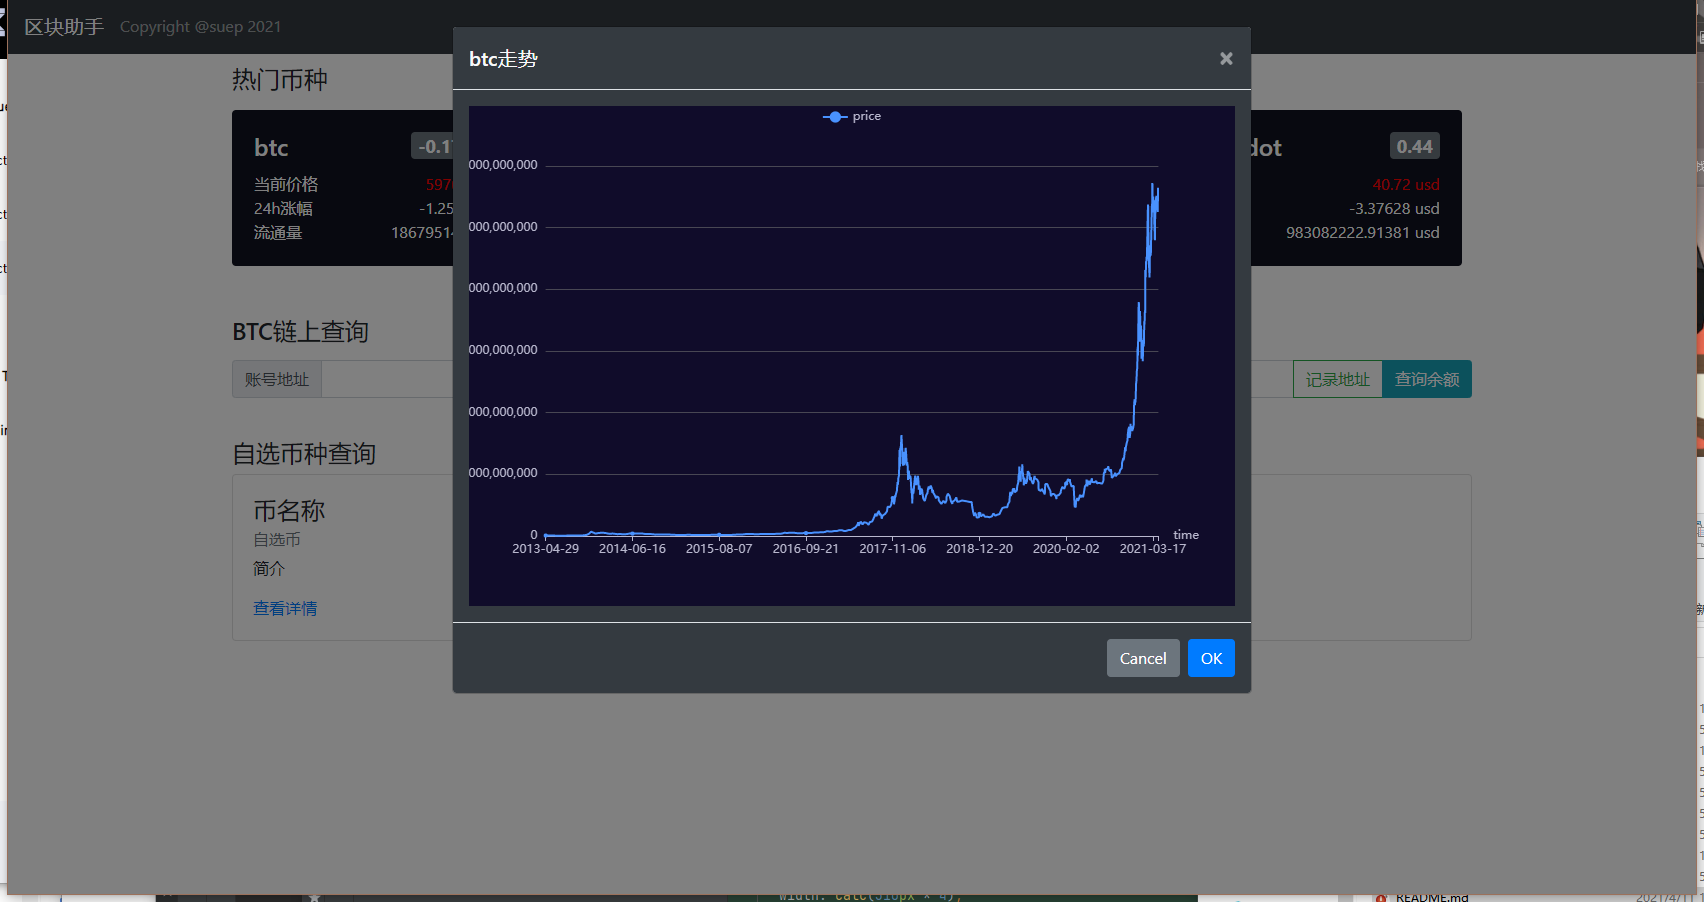 区块助手 Copyright @suep 2021
热门币种
btc
-0.1
当前价格
597
24h涨幅
-1.25
流通量
1867951
dot
0.44
40.72 usd
-3.37628 usd
983082222.91381 usd
BTC链上查询
账号地址
记录地址
查询余额
自选币种查询
币名称
自选币
简介
查看详情
btc走势
×
price
000,000,000
000,000,000
000,000,000
000,000,000
000,000,000
000,000,000
0
time
2013-04-29 2014-06-16 2015-08-07 2016-09-21 2017-11-06 2018-12-20 2020-02-02 2021-03-17
Cancel
OK
README.md